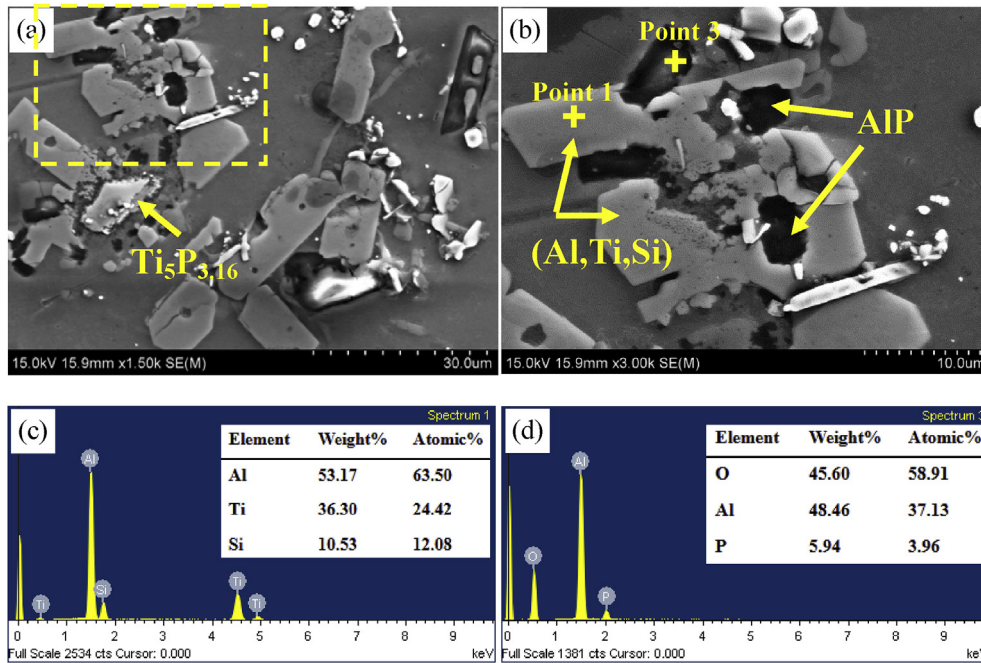 (a)
Ti₅P₃,₁₆
15.0kV 15.9mm x1.50k SE(M)
30.0um
(b)
Point 3
Point 1
AlP
(Al,Ti,Si)
15.0kV 15.9mm x3.00k SE(M)
10.0um
(c)
Spectrum 1
Element Weight% Atomic%
Al 53.17 63.50
Ti 36.30 24.42
Si 10.53 12.08
Al
Ti
Si
Ti
Ti
0 1 2 3 4 5 6 7 8 9
Full Scale 2534 cts Cursor: 0.000
keV
(d)
Element Weight% Atomic%
O 45.60 58.91
Al 48.46 37.13
P 5.94 3.96
Al
O
P
0 1 2 3 4 5 6 7 8 9
Full Scale 1381 cts Cursor: 0.000
keV